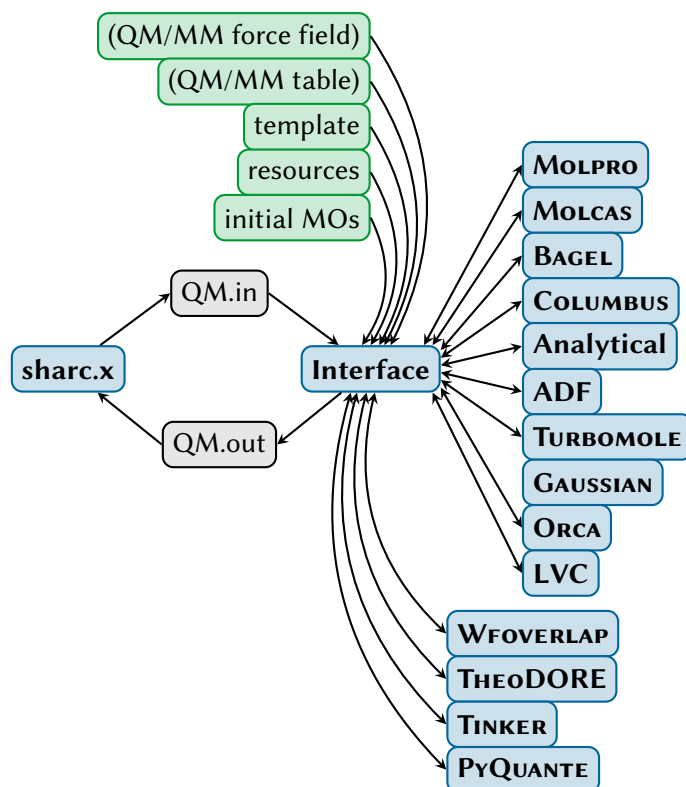 (QM/MM force field)
(QM/MM table)
template
resources
initial MOs
QM.in
sharc.x
Interface
QM.out
MOLPRO
MOLCAS
BAGEL
COLUMBUS
Analytical
ADF
TURBOMOLE
GAUSSIAN
ORCA
LVC
WFOVERLAP
THEODORE
TINKER
PYQUANTE